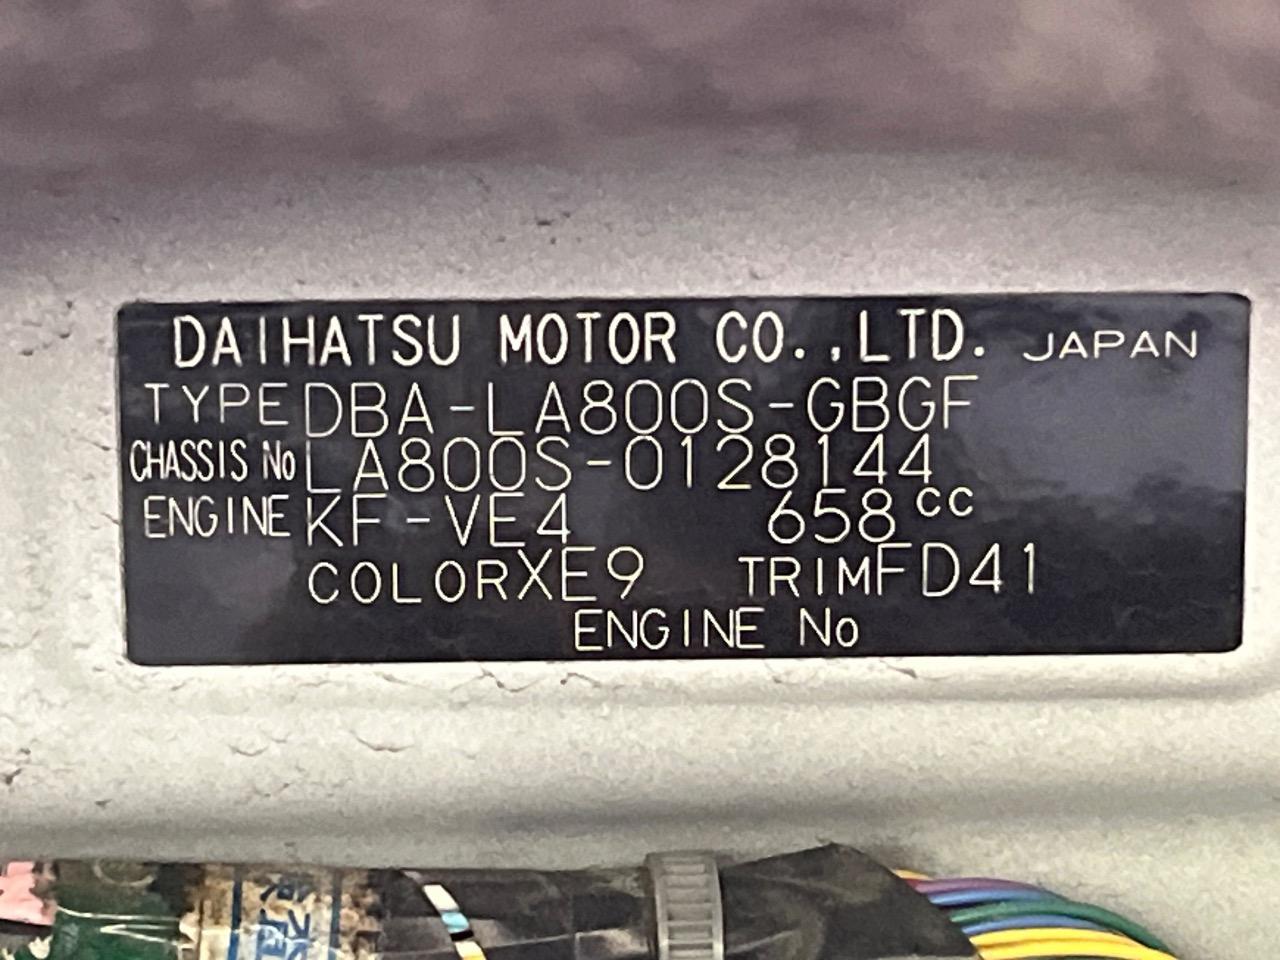 DAIHATSU MOTOR CO.,LTD. JAPAN
TYPE DBA-LA800S-GBGF
CHASSIS No LA800S-0128144
ENGINE KF-VE4 658cc
COLOR XE9 TRIM FD41
ENGINE No